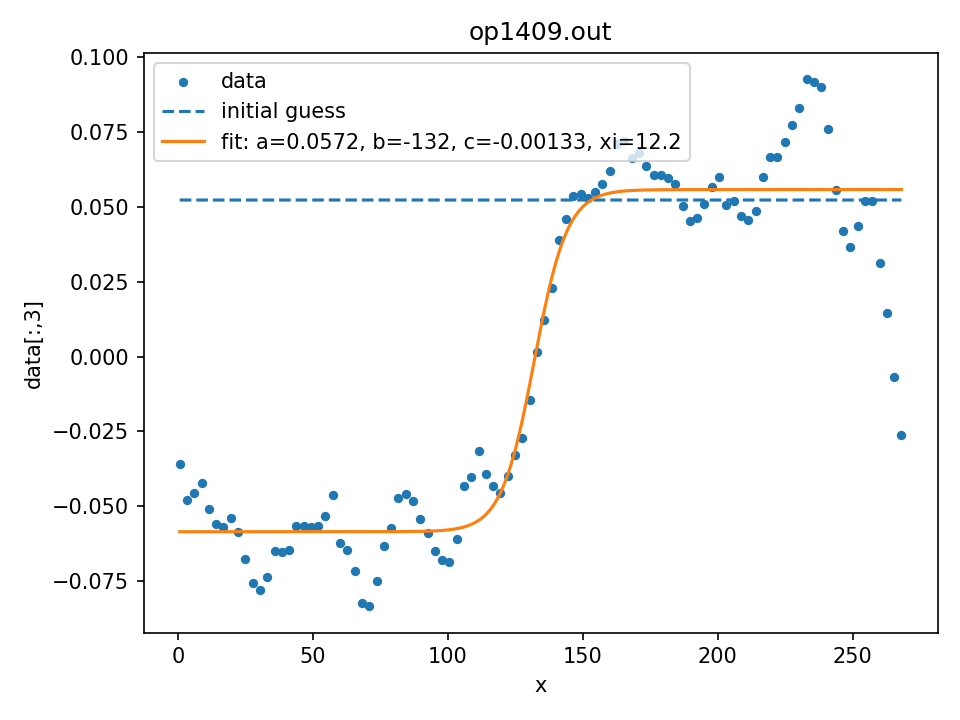 op1409.out
0.100
0.075
0.050
0.025
0.000
−0.025
−0.050
−0.075
data[:,3]
data
initial guess
fit: a=0.0572, b=-132, c=-0.00133, xi=12.2
0 50 100 150 200 250
x